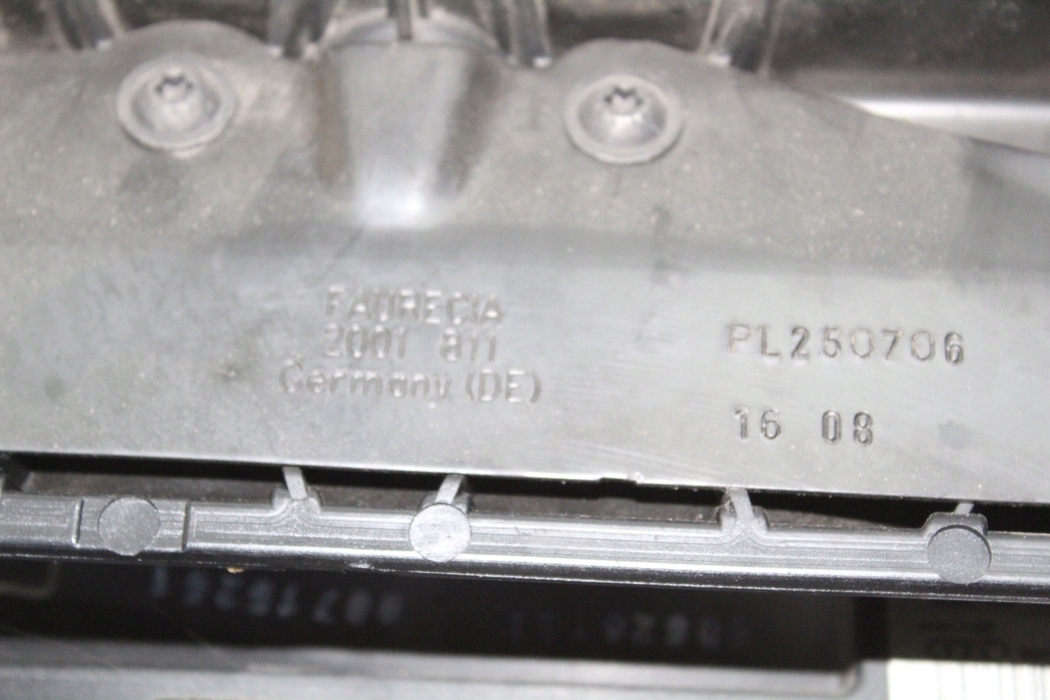 FAURECIA
2001 811
Germany (DE)
PL250706
16 08